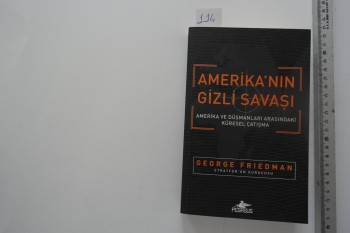 114
AMERİKA'NIN
GİZLİ SAVAŞI
AMERİKA VE DÜŞMANLARI ARASINDAKİ
KÜRESEL ÇATIŞMA
GEORGE FRIEDMAN
STRATFOR'UN KURUCUSU
PEGASUS